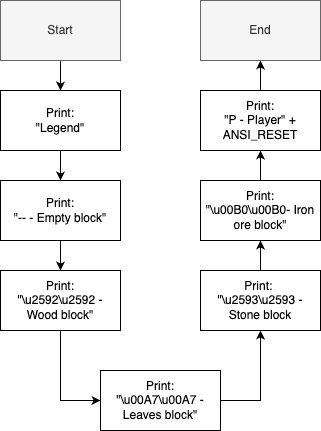 Start
Print:
"Legend"
Print:
"-- - Empty block"
Print:
"\u2592\u2592 -
Wood block"
Print:
"\u00A7\u00A7 -
Leaves block"
Print:
"\u2593\u2593 -
Stone block
Print:
"\u00B0\u00B0- Iron
ore block"
Print:
"P - Player" +
ANSI_RESET
End